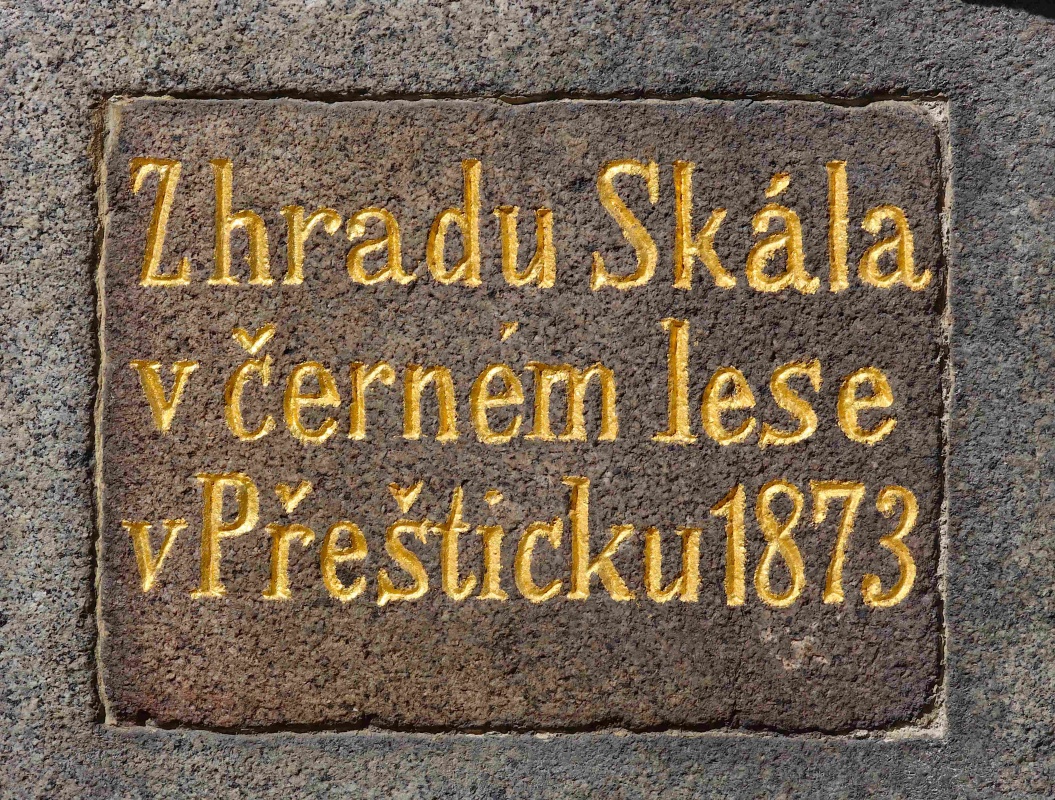 Z hradu Skála
v černém lese
v Přešticku 1873